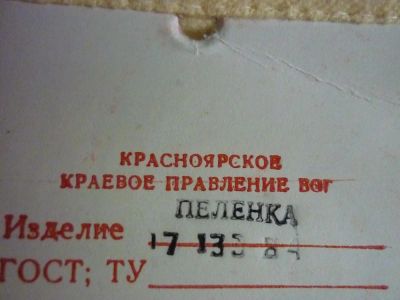 КРАСНОЯРСКОЕ
КРАЕВОЕ ПРАВЛЕНИЕ ВОГ
ПЕЛЕНКА
Изделие
ГОСТ; ТУ